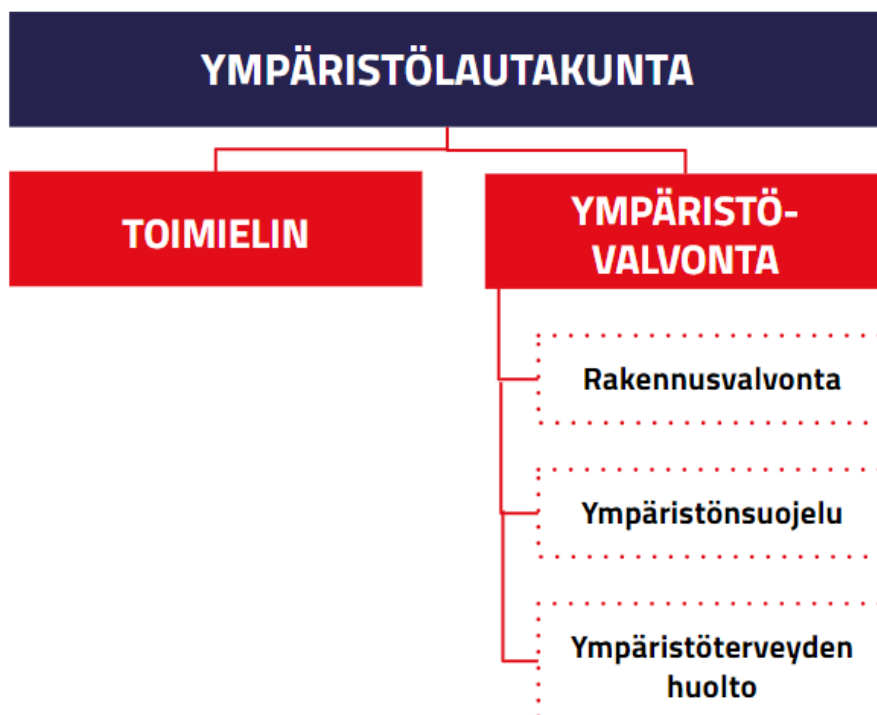 YMPÄRISTÖLAUTAKUNTA
TOIMIELIN
YMPÄRISTÖ-
VALVONTA
Rakennusvalvonta
Ympäristönsuojelu
Ympäristöterveyden
huolto